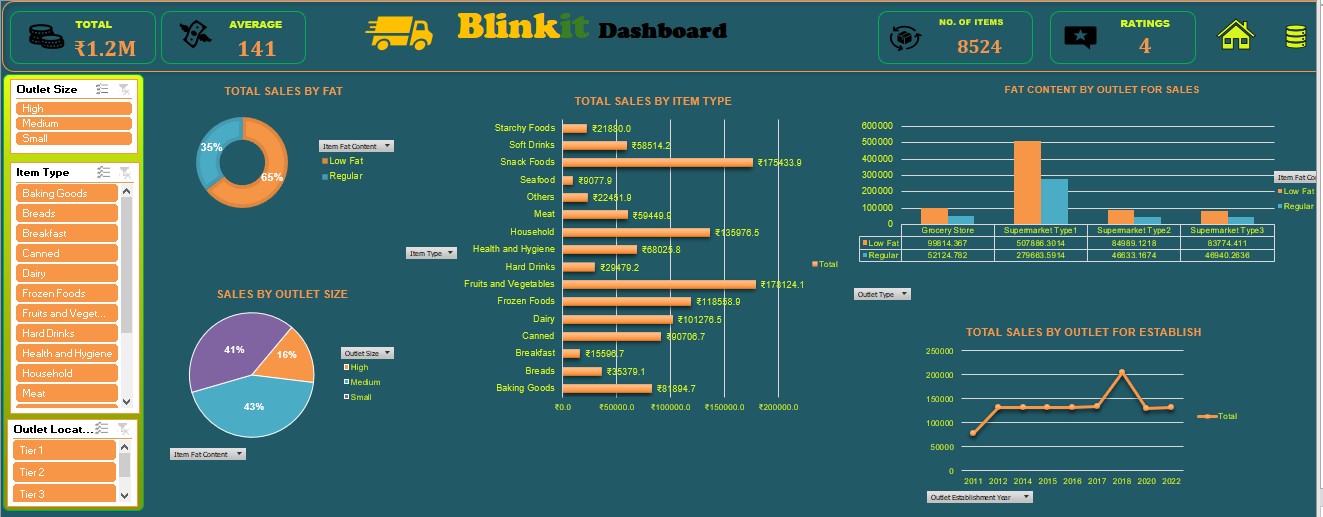 TOTAL
₹1.2M
AVERAGE
141
Blinkit Dashboard
NO. OF ITEMS
8524
RATINGS
4
Outlet Size
High
Medium
Small
Item Type
Baking Goods
Breads
Breakfast
Canned
Dairy
Frozen Foods
Fruits and Veget...
Hard Drinks
Health and Hygiene
Household
Meat
Outlet Locat...
Tier 1
Tier 2
Tier 3
TOTAL SALES BY FAT
35%
65%
Item Fat Content
Low Fat
Regular
SALES BY OUTLET SIZE
41%
16%
43%
Outlet Size
High
Medium
Small
Item Fat Content
TOTAL SALES BY ITEM TYPE
Starchy Foods ₹21880.0
Soft Drinks ₹58514.2
Snack Foods ₹175433.9
Seafood ₹9077.9
Others ₹22451.9
Meat ₹59449.9
Household ₹135976.5
Health and Hygiene ₹68025.8
Hard Drinks ₹29479.2
Fruits and Vegetables ₹178124.1
Frozen Foods ₹118558.9
Dairy ₹101276.5
Canned ₹90706.7
Breakfast ₹15596.7
Breads ₹35379.1
Baking Goods ₹81894.7
₹0.0 ₹50000.0 ₹100000.0 ₹150000.0 ₹200000.0
Item Type
Total
FAT CONTENT BY OUTLET FOR SALES
600000
500000
400000
300000
200000
100000
0
Grocery Store Supermarket Type1 Supermarket Type2 Supermarket Type3
Low Fat 99814.367 507886.3014 84989.1218 83774.411
Regular 52124.782 279663.5914 46633.1674 46940.2636
Item Fat Co
Low Fat
Regular
Outlet Type
TOTAL SALES BY OUTLET FOR ESTABLISH
250000
200000
150000
100000
50000
0
2011 2012 2014 2015 2016 2017 2018 2020 2022
Total
Outlet Establishment Year